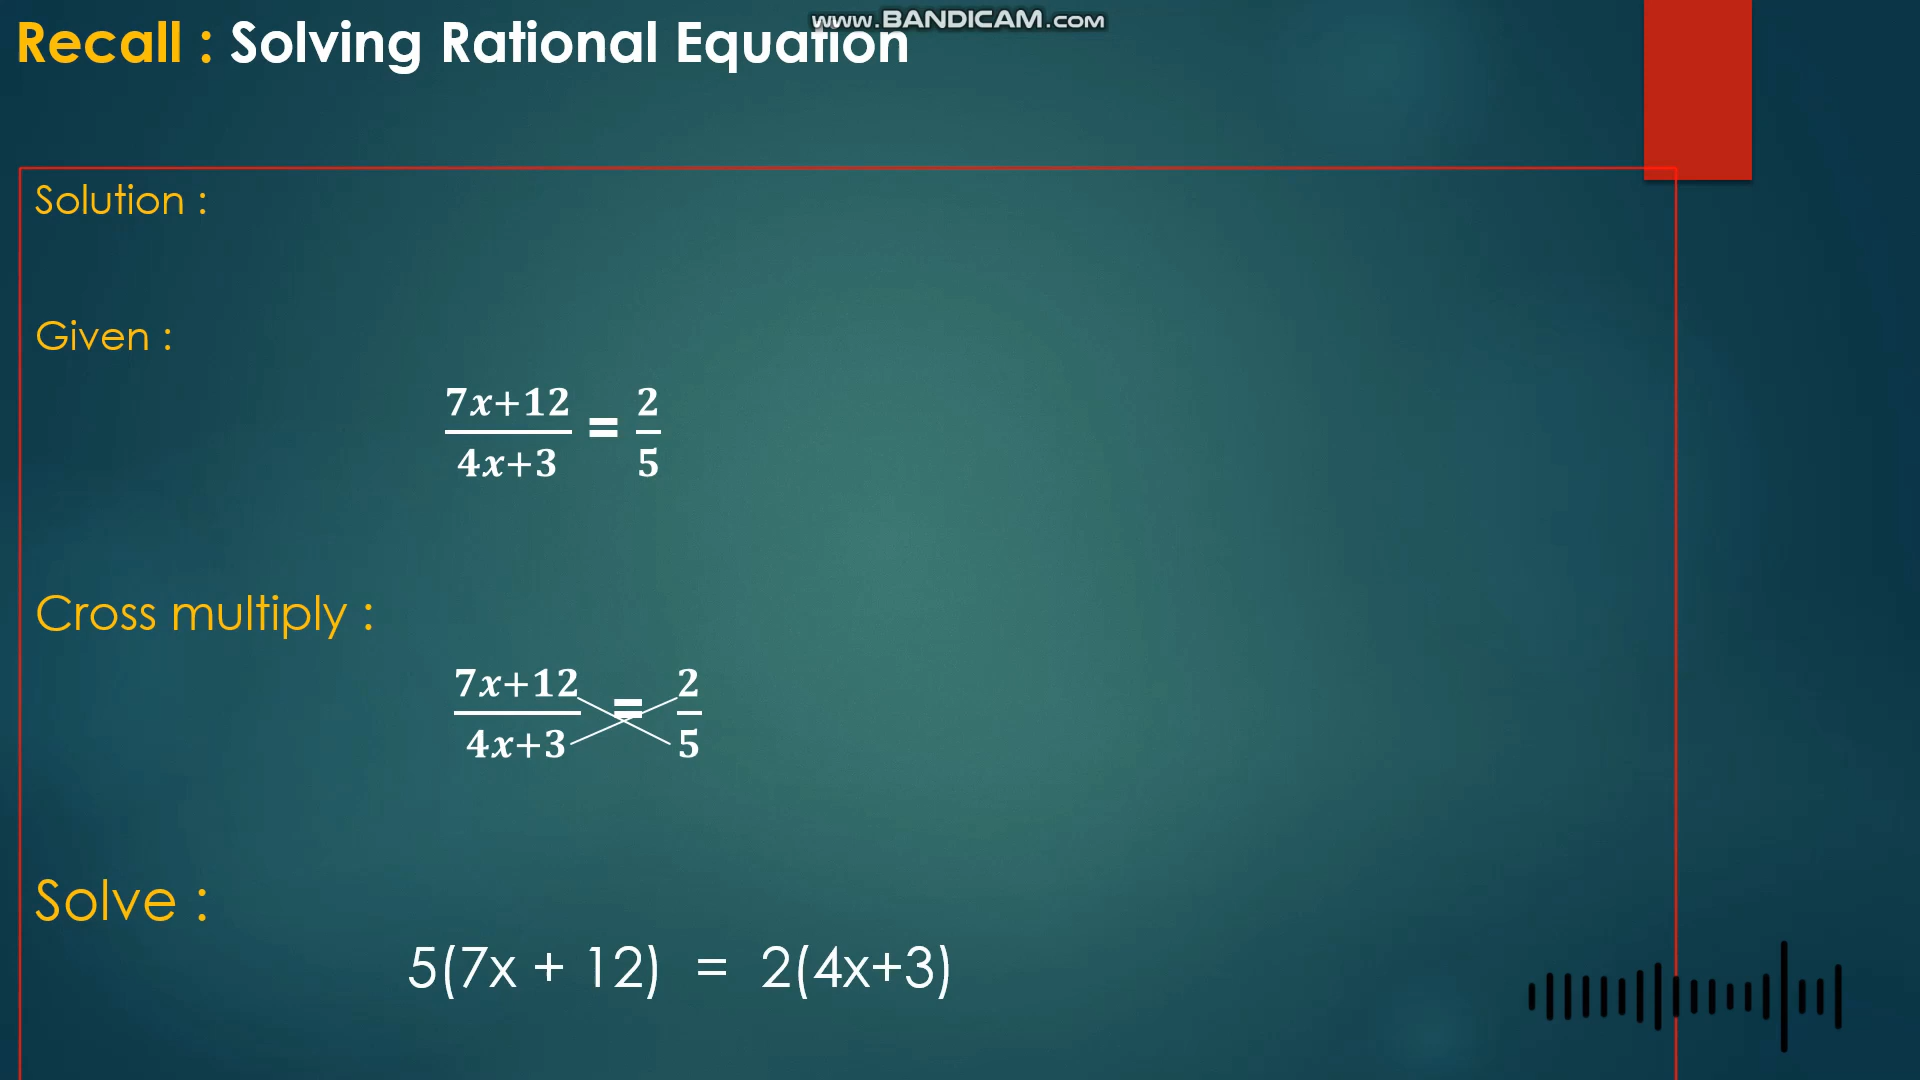 www.BANDICAM.com
Recall : Solving Rational Equation
Solution :
Given :
7x+12
4x+3
=
2
5
Cross multiply :
7x+12
4x+3
=
2
5
Solve :
5(7x + 12) = 2(4x+3)